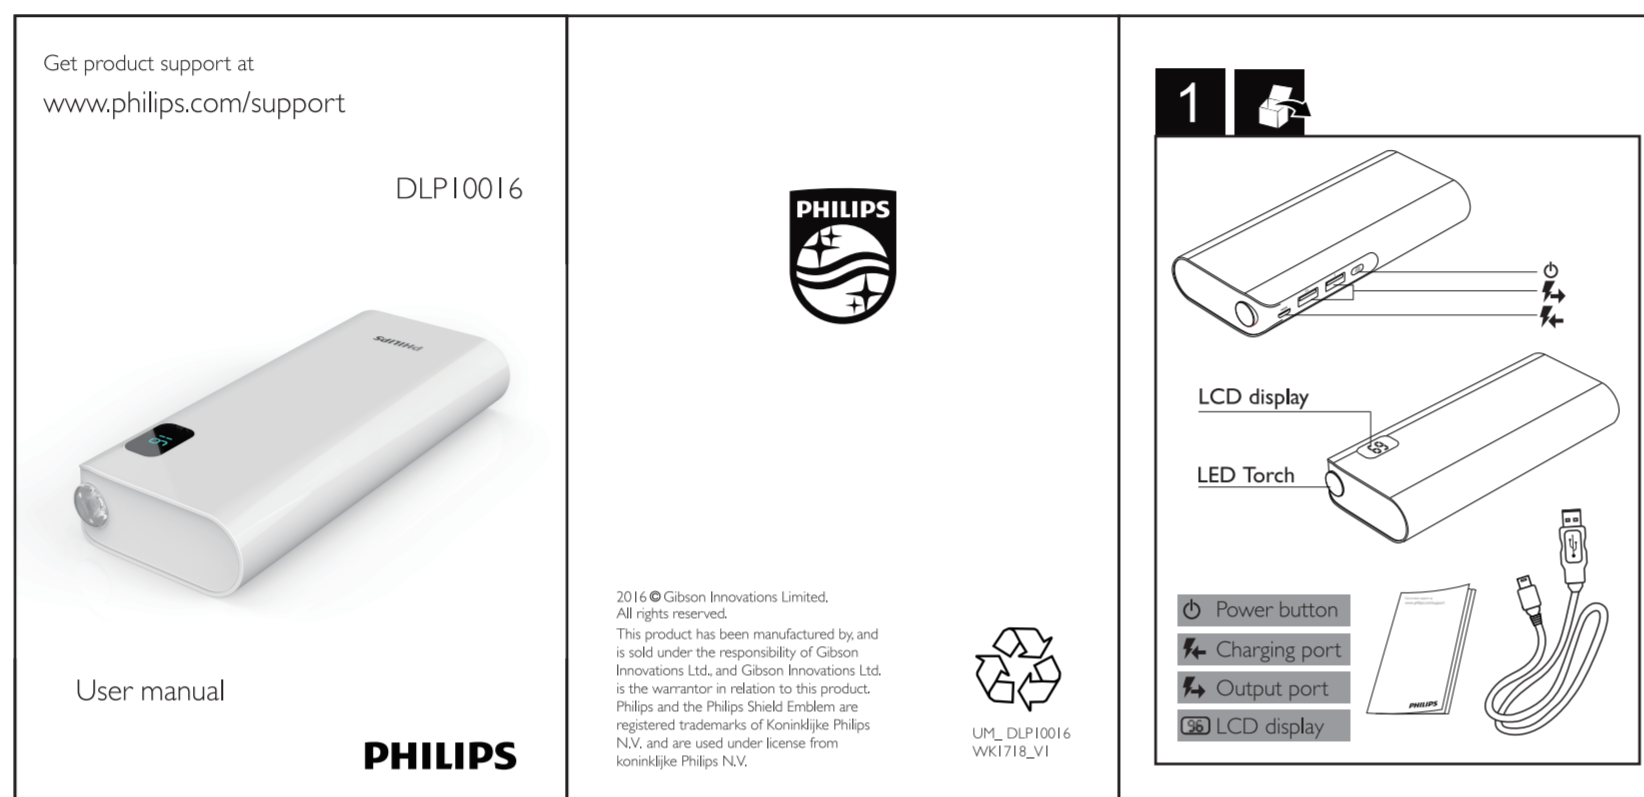 Get product support at
www.philips.com/support
DLP10016
PHILIPS
User manual
PHILIPS
PHILIPS
2016 © Gibson Innovations Limited.
All rights reserved.
This product has been manufactured by, and
is sold under the responsibility of Gibson
Innovations Ltd., and Gibson Innovations Ltd.
is the warrantor in relation to this product.
Philips and the Philips Shield Emblem are
registered trademarks of Koninklijke Philips
N.V. and are used under license from
koninklijke Philips N.V.
UM_ DLP10016
WK1718_V1
1
LCD display
69
LED Torch
Power button
Charging port
Output port
96 LCD display
PHILIPS